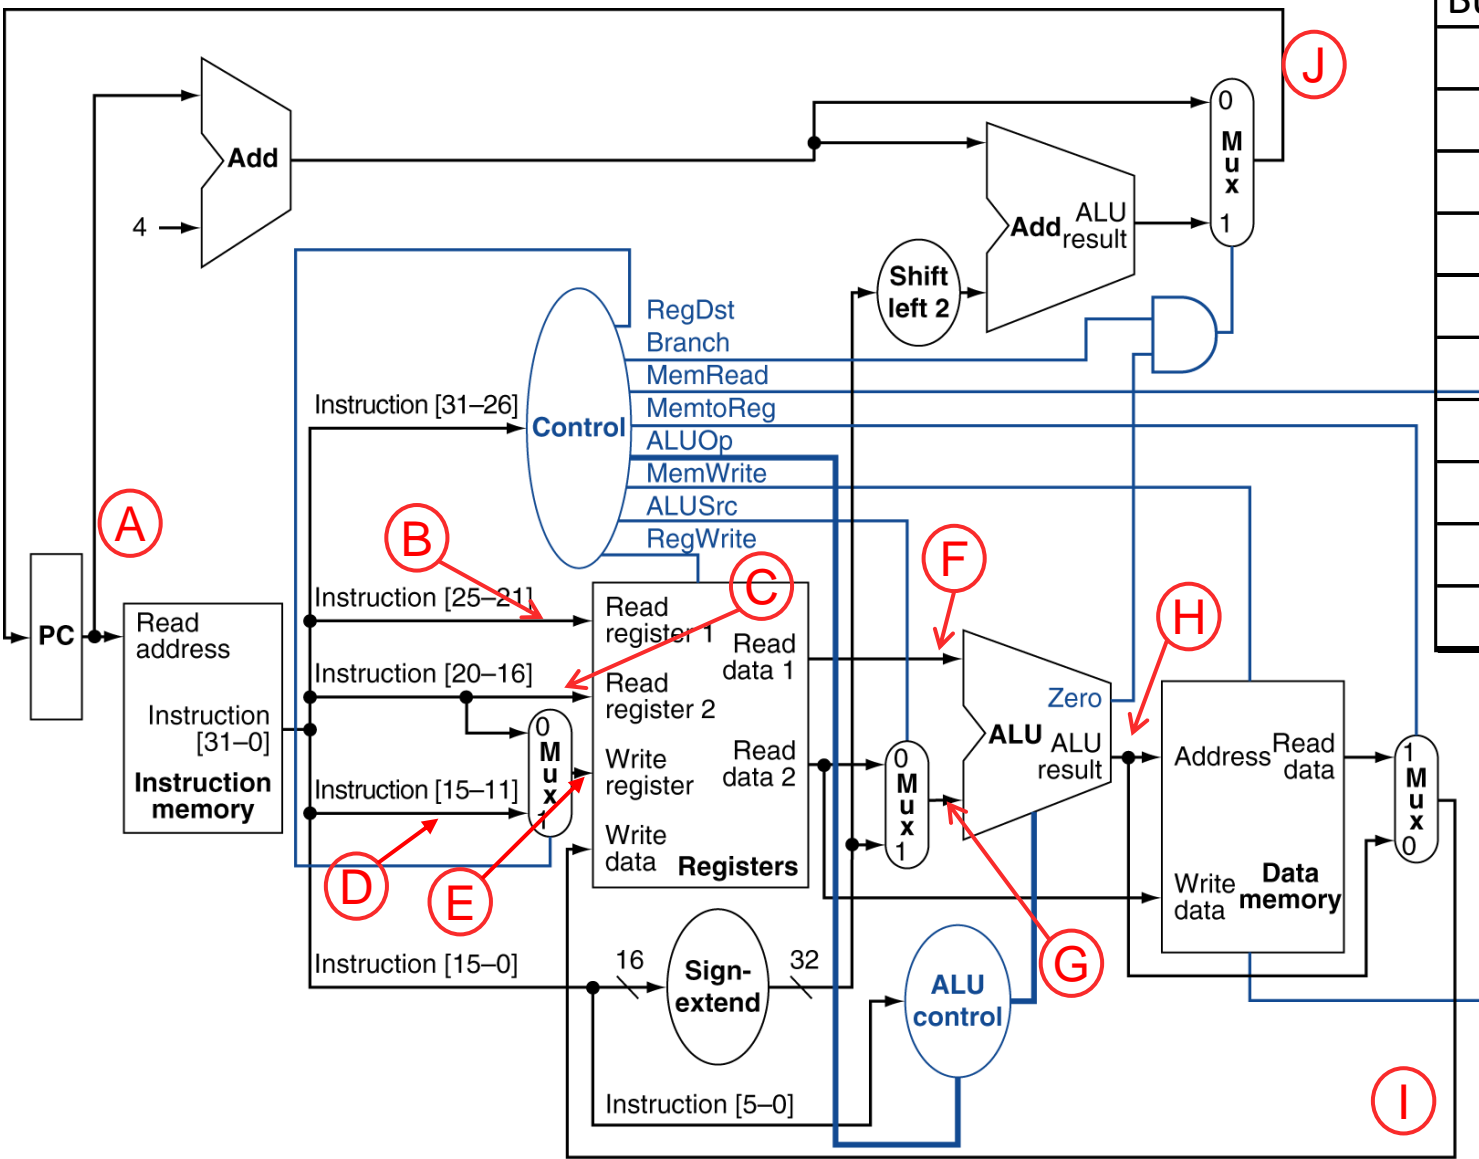 Bu
J
0
M
u
x
1
Add
4
Add
ALU
result
Shift
left 2
RegDst
Branch
MemRead
MemtoReg
ALUOp
MemWrite
ALUSrc
RegWrite
Control
Instruction [31–26]
A
B
C
F
H
Instruction [25–21]
Instruction [20–16]
Instruction [15–11]
PC
Read
address
Instruction
[31–0]
Instruction
memory
0
M
u
x
1
Read
register 1
Read
register 2
Write
register
Write
data
Read
data 1
Read
data 2
Registers
0
M
u
x
1
Zero
ALU
ALU
result
Address
Read
data
Write
data
Data
memory
1
M
u
x
0
D
E
G
Instruction [15–0]
16
Sign-
extend
32
ALU
control
Instruction [5–0]
I